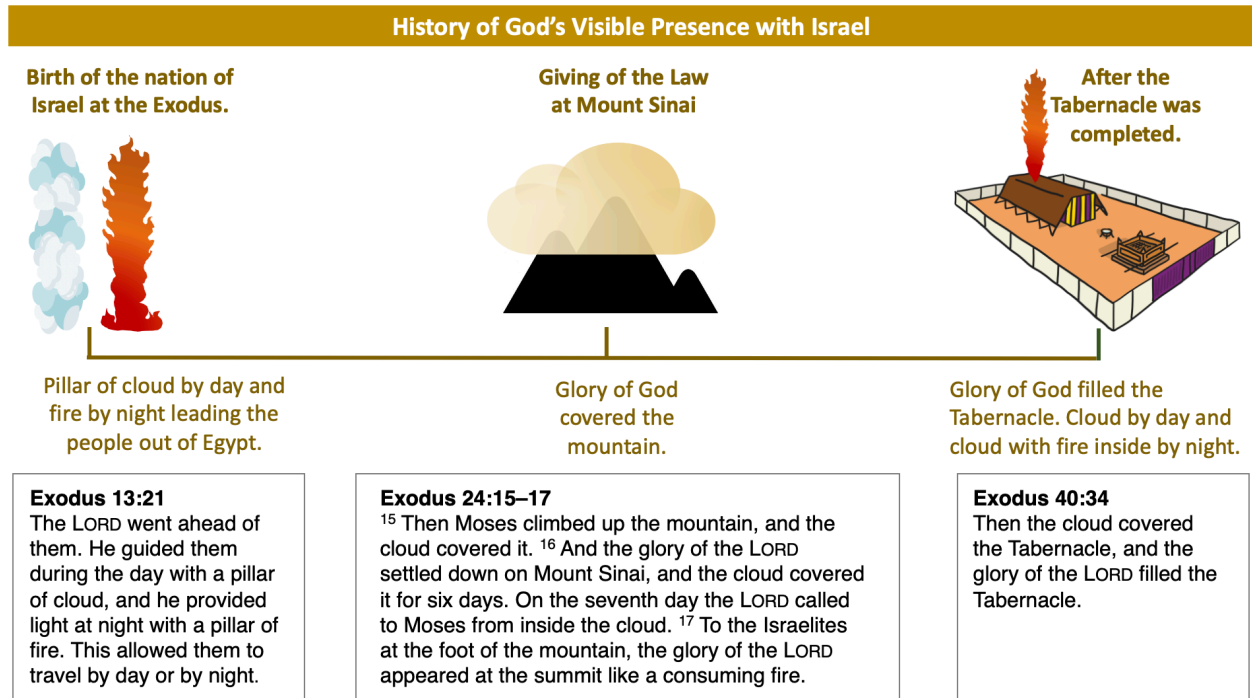 History of God's Visible Presence with Israel
Birth of the nation of
Israel at the Exodus.
Giving of the Law
at Mount Sinai
After the
Tabernacle was
completed.
Pillar of cloud by day and
fire by night leading the
people out of Egypt.
Glory of God
covered the
mountain.
Glory of God filled the
Tabernacle. Cloud by day and
cloud with fire inside by night.
Exodus 13:21
The LORD went ahead of
them. He guided them
during the day with a pillar
of cloud, and he provided
light at night with a pillar of
fire. This allowed them to
travel by day or by night.
Exodus 24:15–17
15 Then Moses climbed up the mountain, and the
cloud covered it. 16 And the glory of the LORD
settled down on Mount Sinai, and the cloud covered
it for six days. On the seventh day the LORD called
to Moses from inside the cloud. 17 To the Israelites
at the foot of the mountain, the glory of the LORD
appeared at the summit like a consuming fire.
Exodus 40:34
Then the cloud covered
the Tabernacle, and the
glory of the LORD filled the
Tabernacle.